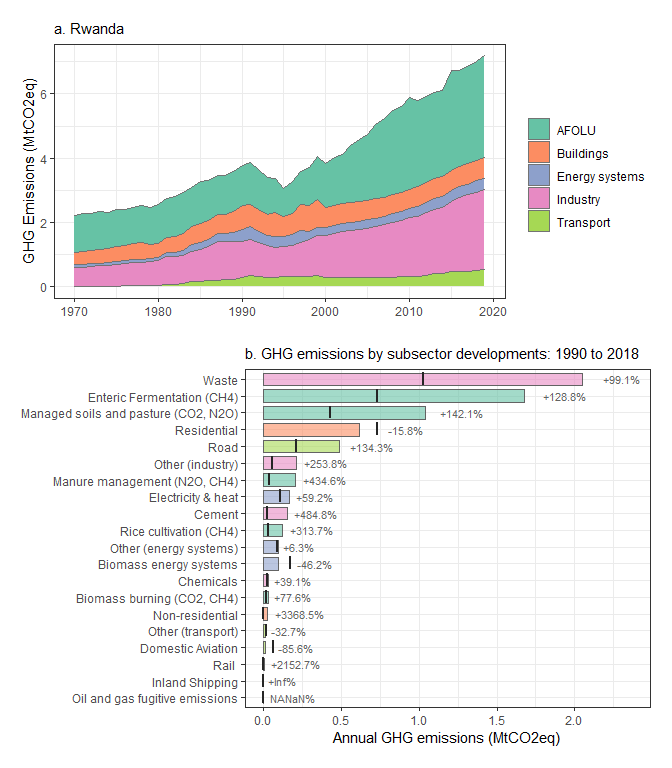 a. Rwanda
GHG Emissions (MtCO2eq)
6
4
2
0
1970
1980
1990
2000
2010
2020
AFOLU
Buildings
Energy systems
Industry
Transport
b. GHG emissions by subsector developments: 1990 to 2018
Waste +99.1%
Enteric Fermentation (CH4) +128.8%
Managed soils and pasture (CO2, N2O) +142.1%
Residential -15.8%
Road +134.3%
Other (industry) +253.8%
Manure management (N2O, CH4) +434.6%
Electricity & heat +59.2%
Cement +484.8%
Rice cultivation (CH4) +313.7%
Other (energy systems) +6.3%
Biomass energy systems -46.2%
Chemicals +39.1%
Biomass burning (CO2, CH4) +77.6%
Non-residential +3368.5%
Other (transport) -32.7%
Domestic Aviation -85.6%
Rail +2152.7%
Inland Shipping +Inf%
Oil and gas fugitive emissions NANaN%
0.0
0.5
1.0
1.5
2.0
Annual GHG emissions (MtCO2eq)